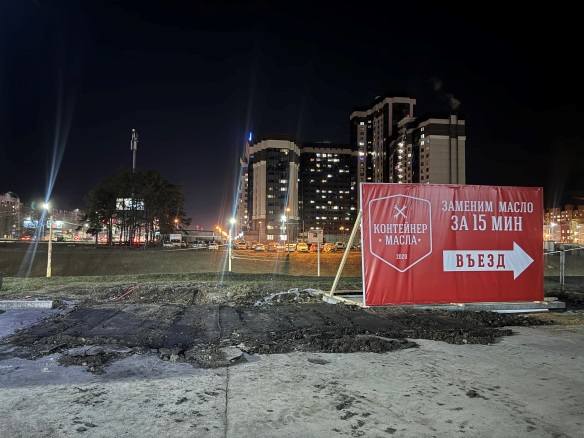 КОНТЕЙНЕР
МАСЛА
2020
ЗАМЕНИМ МАСЛО
ЗА 15 МИН
ВЪЕЗД